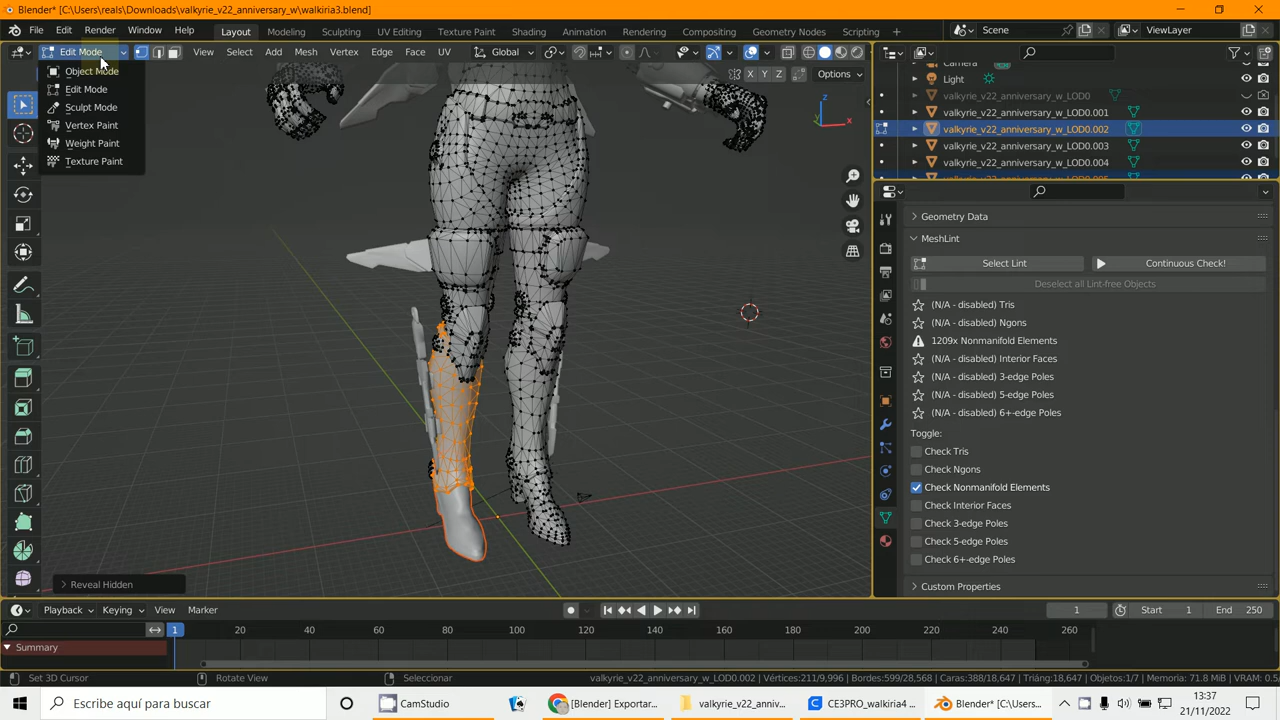 Blender* [C:\Users\reals\Downloads\valkyrie_v22_anniversary_w\walkiria3.blend]
File Edit Render Window Help Layout Modeling Sculpting UV Editing Texture Paint Shading Animation Rendering Compositing Geometry Nodes Scripting Scene ViewLayer
Edit Mode View Select Add Mesh Vertex Edge Face UV Global
X Y Z Options
Object Mode
Edit Mode
Sculpt Mode
Vertex Paint
Weight Paint
Texture Paint
Z
X
Camera
Light
valkyrie_v22_anniversary_w_LOD0
valkyrie_v22_anniversary_w_LOD0.001
valkyrie_v22_anniversary_w_LOD0.002
valkyrie_v22_anniversary_w_LOD0.003
valkyrie_v22_anniversary_w_LOD0.004
valkyrie_v22_anniversary_w_LOD0.005
Geometry Data
MeshLint
Select Lint Continuous Check!
Deselect all Lint-free Objects
(N/A - disabled) Tris
(N/A - disabled) Ngons
1209x Nonmanifold Elements
(N/A - disabled) Interior Faces
(N/A - disabled) 3-edge Poles
(N/A - disabled) 5-edge Poles
(N/A - disabled) 6+-edge Poles
Toggle:
Check Tris
Check Ngons
Check Nonmanifold Elements
Check Interior Faces
Check 3-edge Poles
Check 5-edge Poles
Check 6+-edge Poles
Custom Properties
Reveal Hidden
Playback Keying View Marker 1 Start 1 End 250
1 20 40 60 80 100 120 140 160 180 200 220 240 260
Summary
Set 3D Cursor Rotate View Seleccionar valkyrie_v22_anniversary_w_LOD0.002 | Vértices:211/9,996 | Bordes:599/28,568 | Caras:388/18,647 | Triáng:18,647 | Objetos:1/7 | Memoria: 71.8 MiB | VRAM: 0.5/
Escribe aquí para buscar CamStudio [Blender] Exportar... valkyrie_v22_anniv... CE3PRO_walkiria4 ... Blender* [C:\Users\... 13:37
21/11/2022